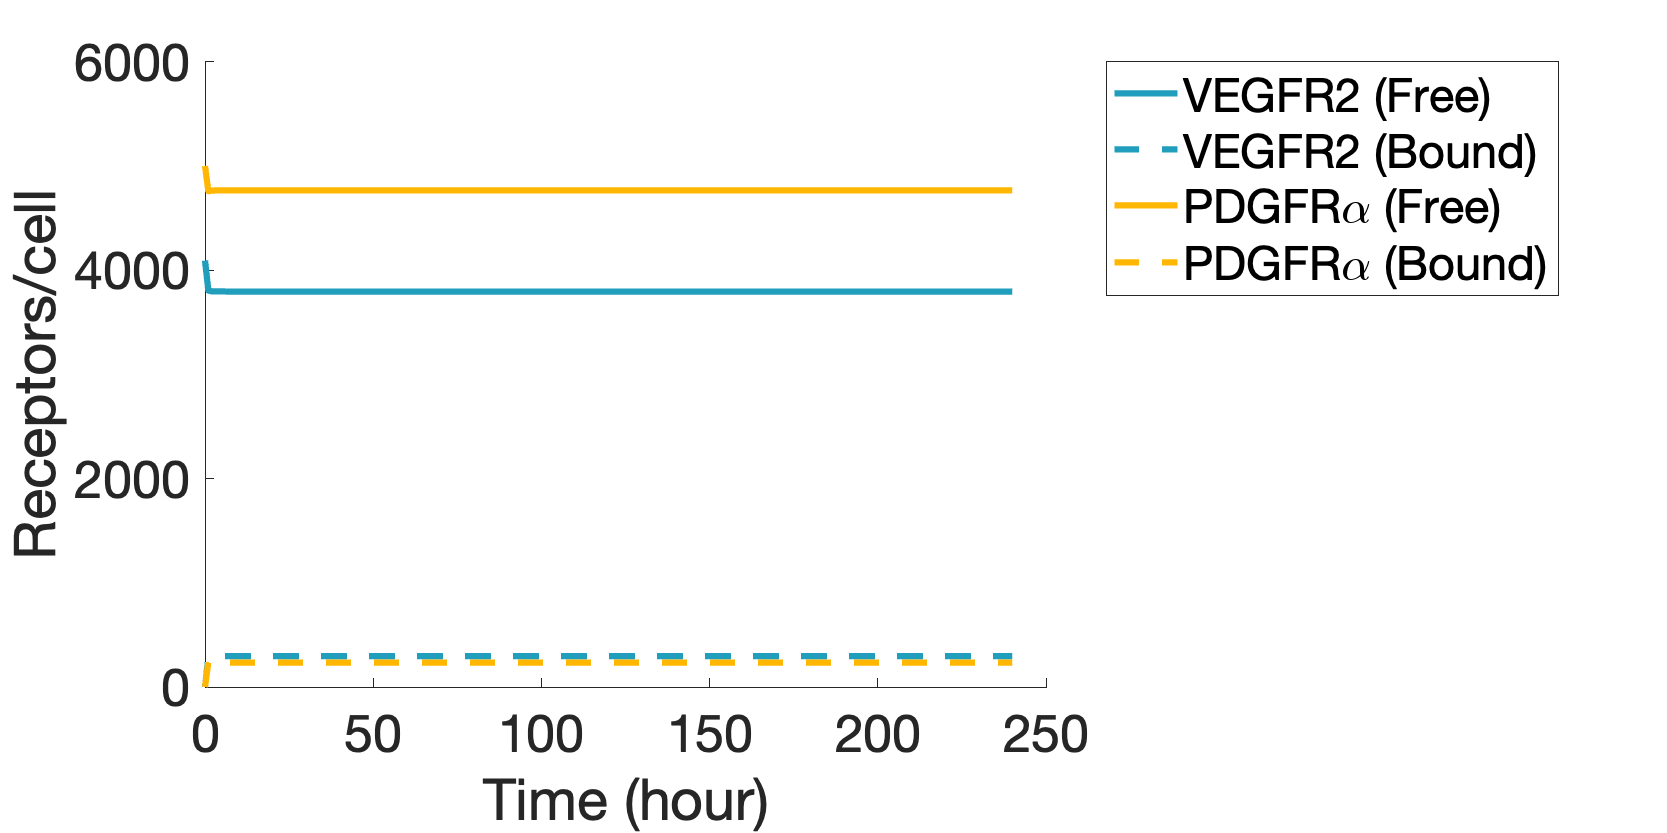 6000
4000
2000
0
Receptors/cell
0 50 100 150 200 250
Time (hour)
VEGFR2 (Free)
VEGFR2 (Bound)
PDGFRα (Free)
PDGFRα (Bound)